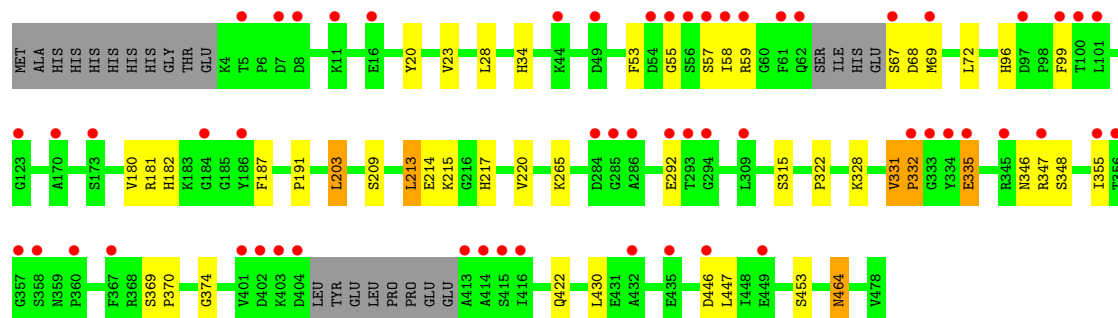 MET ALA HIS HIS HIS HIS HIS HIS GLY THR GLU K4 T5 P6 D7 D8 K11 E16 Y20 V23 L28 H34 K44 D49 F53 D54 G55 S56 S57 I58 R59 G60 F61 Q62 SER ILE HIS GLU S67 D68 M69 L72 H96 D97 P98 F99 T100 L101
G123 A170 S173 V180 R181 H182 K183 G184 G185 Y186 F187 P191 L203 S209 L213 E214 K215 G216 H217 V220 K265 D284 G285 A286 E292 T293 G294 L309 S315 P322 K328 V331 P332 G333 Y334 E335 R345 N346 R347 S348 I355 T356
G357 S358 N359 P360 F367 R368 S369 P370 G374 V401 D402 K403 D404 LEU TYR GLU LEU PRO PRO GLU GLU A413 A414 S415 I416 Q422 L430 E431 A432 E435 D446 L447 I448 E449 S453 N464 V478